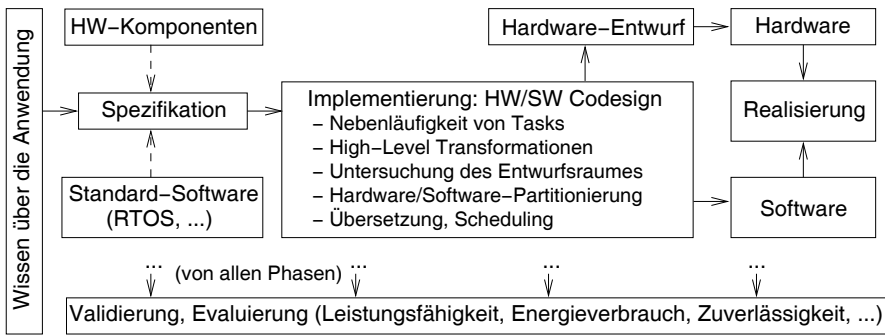 Wissen über die Anwendung
HW–Komponenten
Spezifikation
Standard–Software
(RTOS, ...)
Implementierung: HW/SW Codesign
– Nebenläufigkeit von Tasks
– High–Level Transformationen
– Untersuchung des Entwurfsraumes
– Hardware/Software–Partitionierung
– Übersetzung, Scheduling
Hardware–Entwurf
Hardware
Realisierung
Software
... (von allen Phasen) ... ... ...
Validierung, Evaluierung (Leistungsfähigkeit, Energieverbrauch, Zuverlässigkeit, ...)